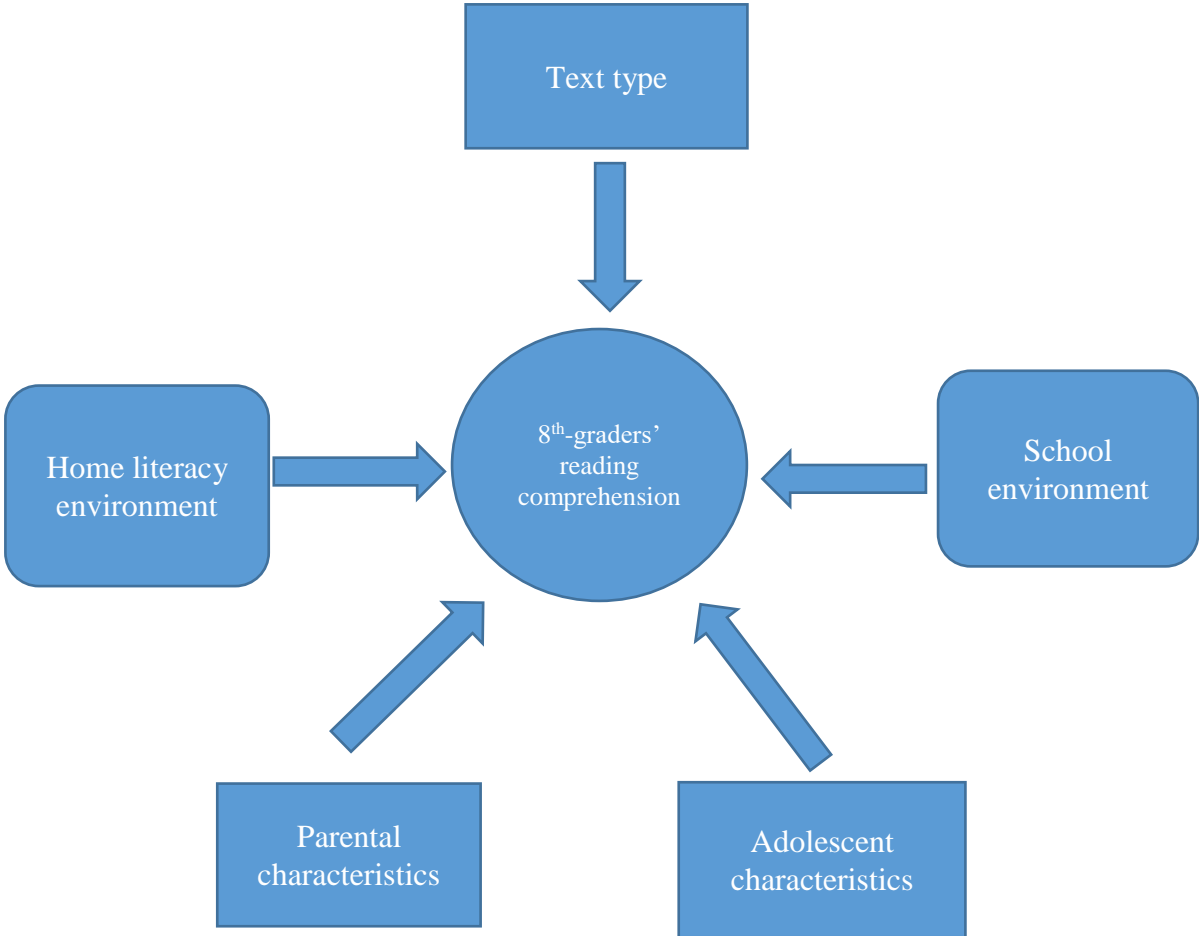 Text type
8th-graders’
reading
comprehension
Home literacy
environment
School
environment
Parental
characteristics
Adolescent
characteristics